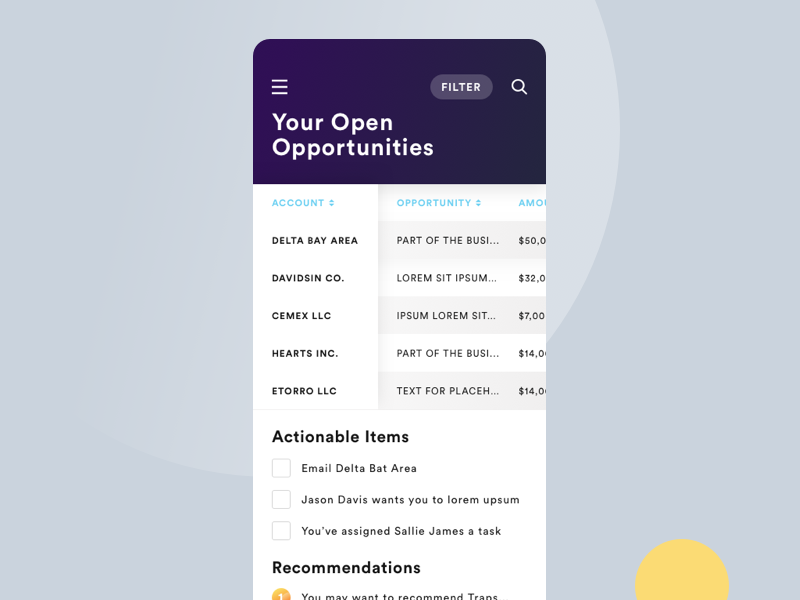 FILTER
Your Open
Opportunities
ACCOUNT OPPORTUNITY AMOU
DELTA BAY AREA PART OF THE BUSI... $50,0
DAVIDSIN CO. LOREM SIT IPSUM... $32,0
CEMEX LLC IPSUM LOREM SIT... $7,00
HEARTS INC. PART OF THE BUSI... $14,00
ETORRO LLC TEXT FOR PLACEH... $14,00
Actionable Items
Email Delta Bat Area
Jason Davis wants you to lorem upsum
You’ve assigned Sallie James a task
Recommendations
1 You may want to recommend Traps...